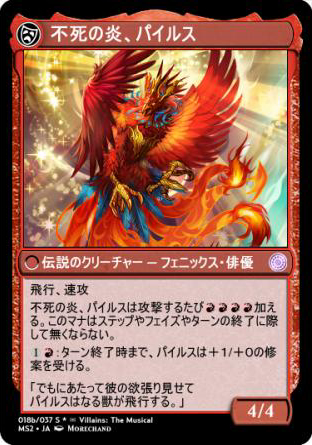 不死の炎、パイルス
伝説のクリーチャー ― フェニックス・俳優
飛行、速攻
不死の炎、パイルスは攻撃するたび加え
る。このマナはステップやフェイズやターンの終了に際
して無くならない。
1 :ターン終了時まで、パイルスは+1/+0の修
整を受ける。
「でもにあたって彼の欲張り見せて
パイルスはなる獣が飛行する。」
4/4
018b/037 S * Villains: The Musical
MS2 • JA MORECHAND